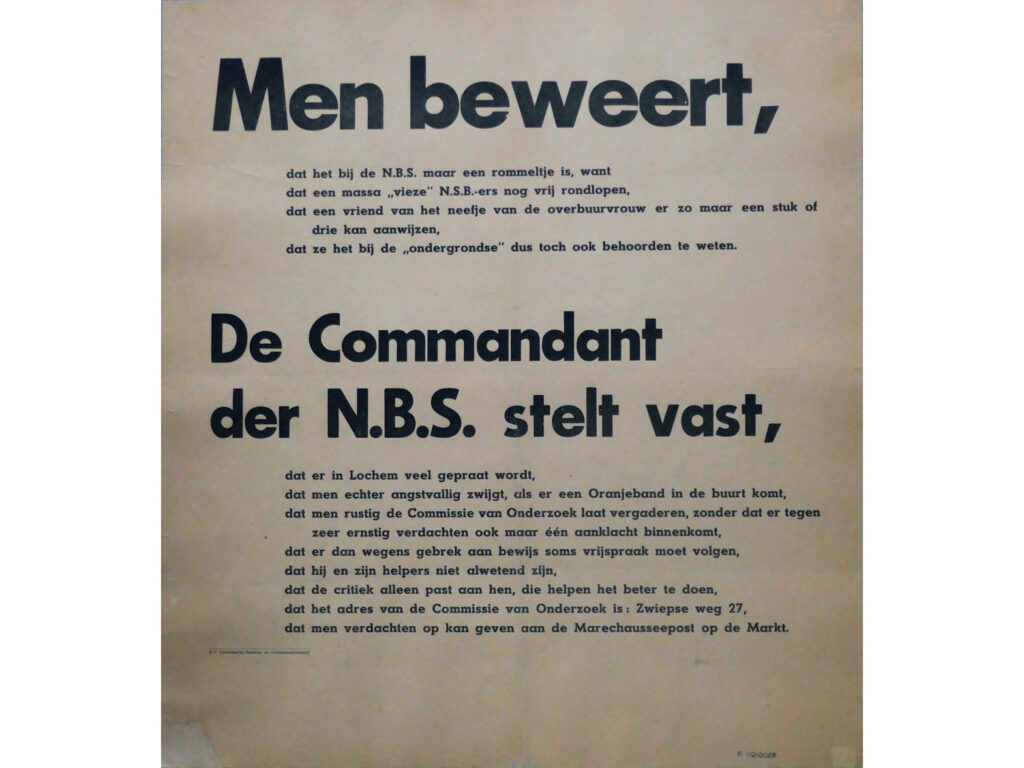 Men beweert,
dat het bij de N.B.S. maar een rommeltje is, want
dat een massa „vieze” N.S.B.-ers nog vrij rondlopen,
dat een vriend van het neefje van de overbuurvrouw er zo maar een stuk of
drie kan aanwijzen,
dat ze het bij de „ondergrondse” dus toch ook behoorden te weten.
De Commandant
der N.B.S. stelt vast,
dat er in Lochem veel gepraat wordt,
dat men echter angstvallig zwijgt, als er een Oranjeband in de buurt komt,
dat men rustig de Commissie van Onderzoek laat vergaderen, zonder dat er tegen
zeer ernstig verdachten ook maar één aanklacht binnenkomt,
dat er dan wegens gebrek aan bewijs soms vrijspraak moet volgen,
dat hij en zijn helpers niet alwetend zijn,
dat de critiek alleen past aan hen, die helpen het beter te doen,
dat het adres van de Commissie van Onderzoek is: Zwiepse weg 27,
dat men verdachten op kan geven aan de Marechausseepost op de Markt.